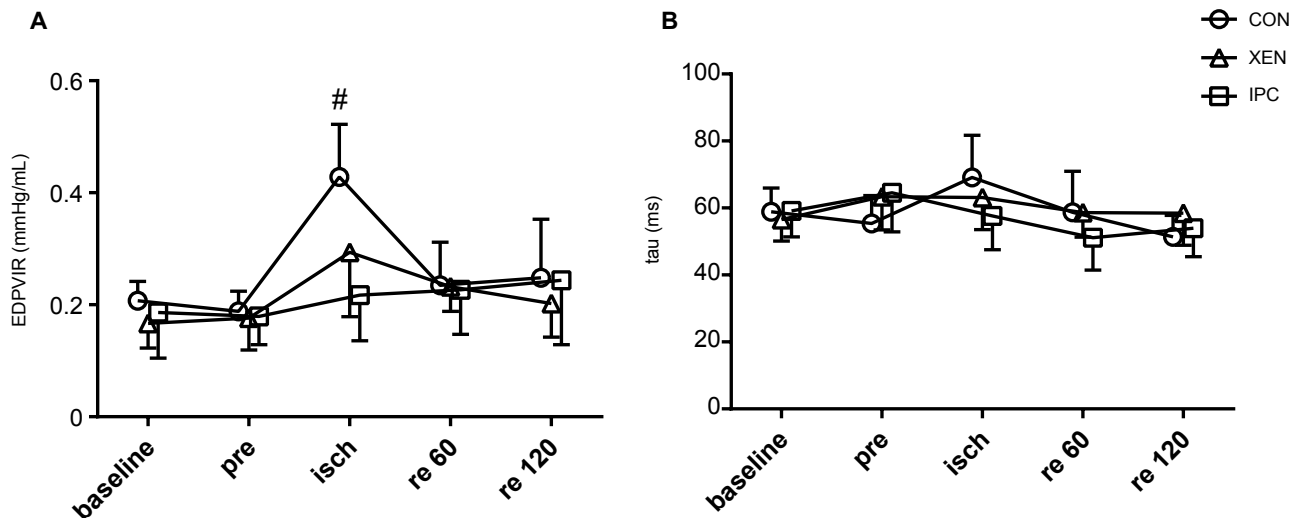 A
EDPVIR (mmHg/mL)
0.6
0.4
0.2
0
#
baseline
pre
isch
re 60
re 120
B
tau (ms)
100
80
60
40
20
0
baseline
pre
isch
re 60
re 120
CON
XEN
IPC